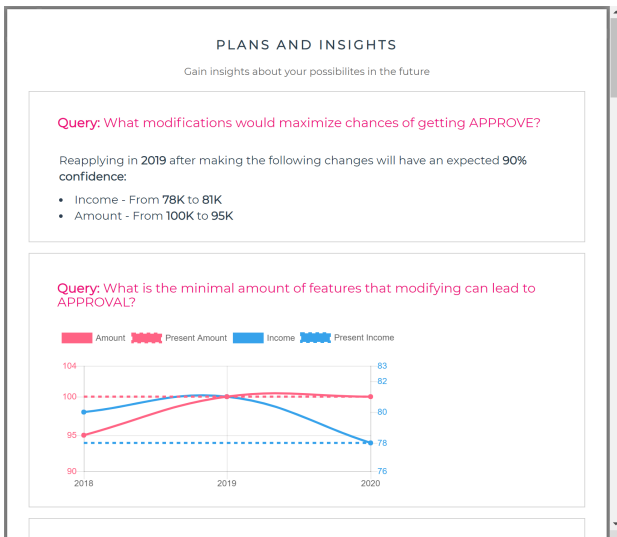 PLANS AND INSIGHTS
Gain insights about your possibilites in the future
Query: What modifications would maximize chances of getting APPROVE?
Reapplying in 2019 after making the following changes will have an expected 90%
confidence:
• Income - From 78K to 81K
• Amount - From 100K to 95K
Query: What is the minimal amount of features that modifying can lead to
APPROVAL?
Amount Present Amount Income Present Income
104 83
82
100
80
95
78
90 76
2018 2019 2020